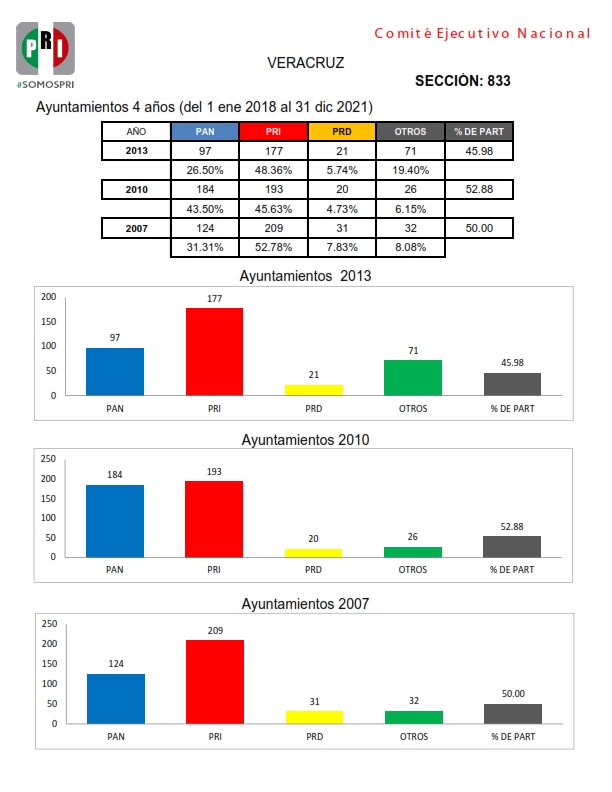 Comité Ejecutivo Nacional
PRI
#SOMOSPRI
VERACRUZ
SECCIÓN: 833
Ayuntamientos 4 años (del 1 ene 2018 al 31 dic 2021)
AÑO PAN PRI PRD OTROS % DE PART
2013 97 177 21 71 45.98
26.50% 48.36% 5.74% 19.40%
2010 184 193 20 26 52.88
43.50% 45.63% 4.73% 6.15%
2007 124 209 31 32 50.00
31.31% 52.78% 7.83% 8.08%
Ayuntamientos 2013
200
177
150
97
100
71
50
45.98
21
0
PAN PRI PRD OTROS % DE PART
Ayuntamientos 2010
250
200
184 193
150
100
50
52.88
20 26
0
PAN PRI PRD OTROS % DE PART
Ayuntamientos 2007
250
209
200
150
124
100
50
50.00
31 32
0
PAN PRI PRD OTROS % DE PART